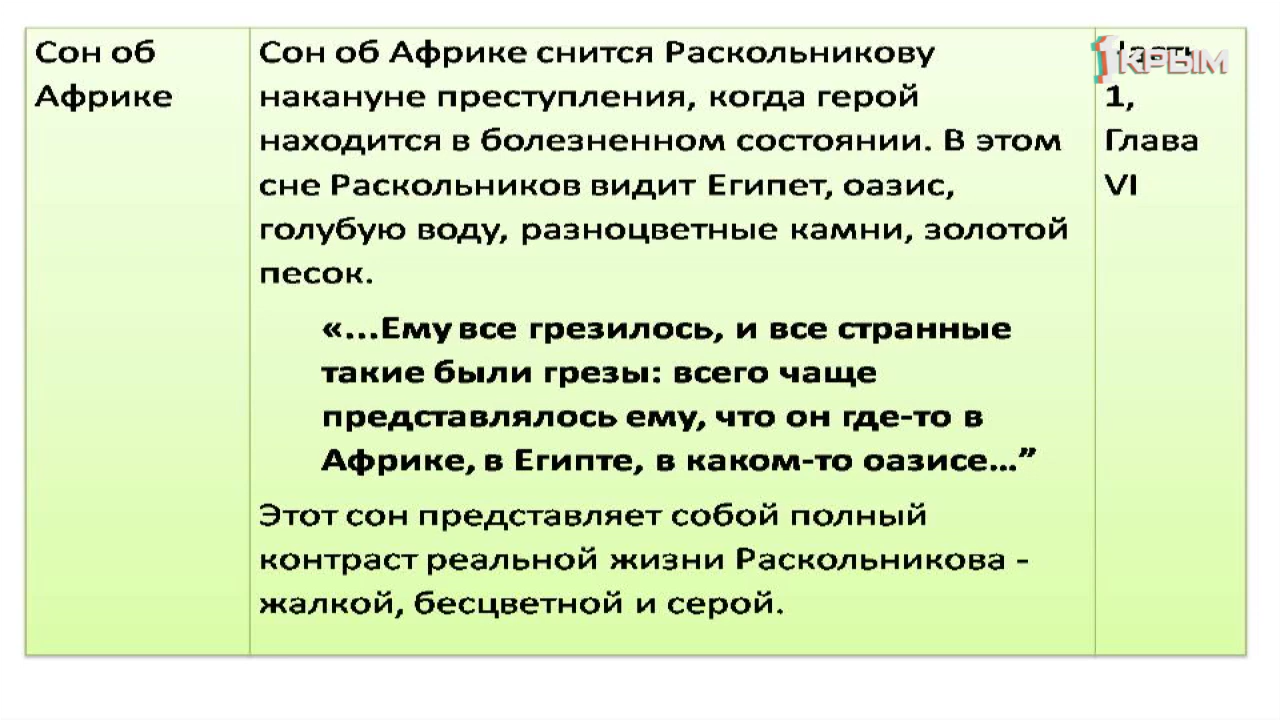 Сон об
Африке
Сон об Африке снится Раскольникову
накануне преступления, когда герой
находится в болезненном состоянии. В этом
сне Раскольников видит Египет, оазис,
голубую воду, разноцветные камни, золотой
песок.
«…Ему все грезилось, и все странные
такие были грезы: всего чаще
представлялось ему, что он где-то в
Африке, в Египте, в каком-то оазисе…”
Этот сон представляет собой полный
контраст реальной жизни Раскольникова -
жалкой, бесцветной и серой.
Часть
1,
Глава
VI
1КРЫМ